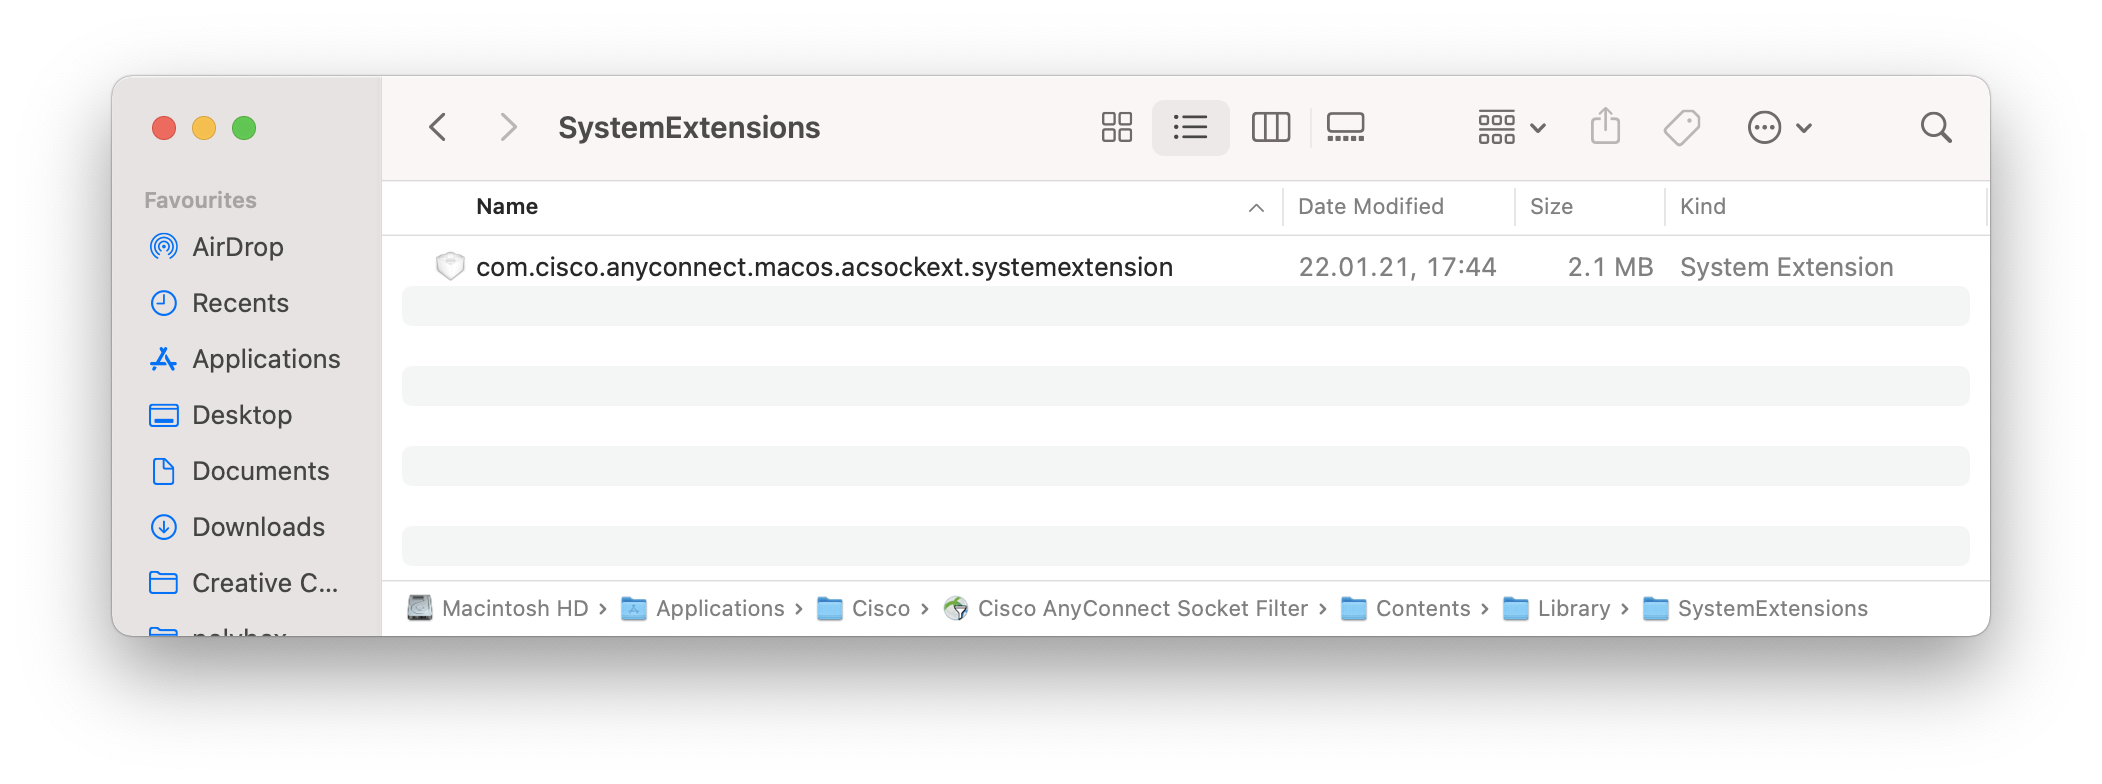 SystemExtensions
Favourites
AirDrop
Recents
Applications
Desktop
Documents
Downloads
Creative C...
Name Date Modified Size Kind
com.cisco.anyconnect.macos.acsockext.systemextension 22.01.21, 17:44 2.1 MB System Extension
Macintosh HD › Applications › Cisco › Cisco AnyConnect Socket Filter › Contents › Library › SystemExtensions